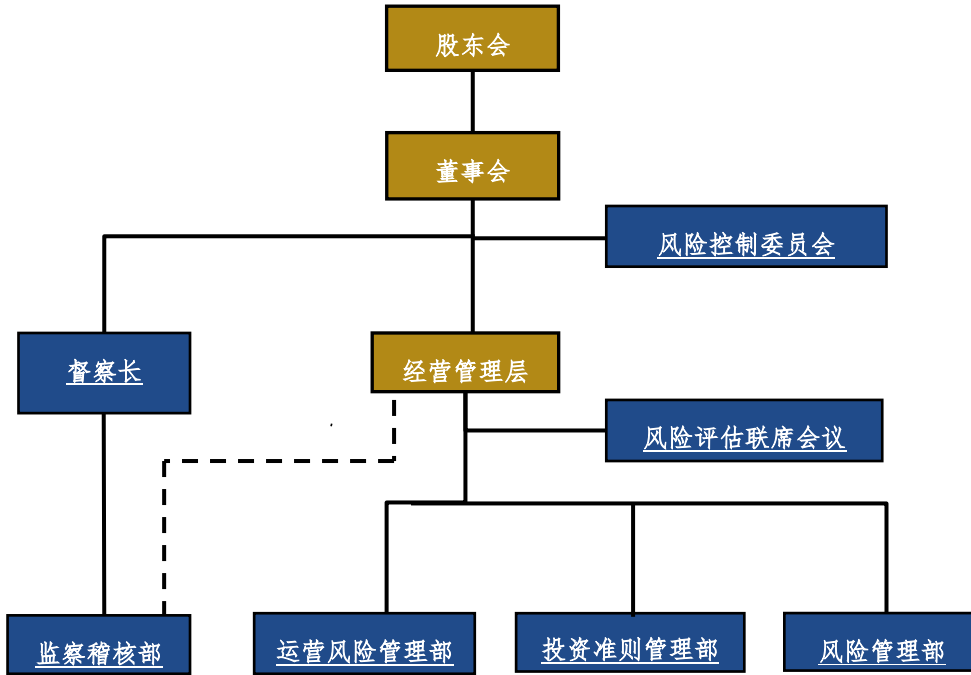 股东会
董事会
风险控制委员会
督察长
经营管理层
风险评估联席会议
监察稽核部
运营风险管理部
投资准则管理部
风险管理部